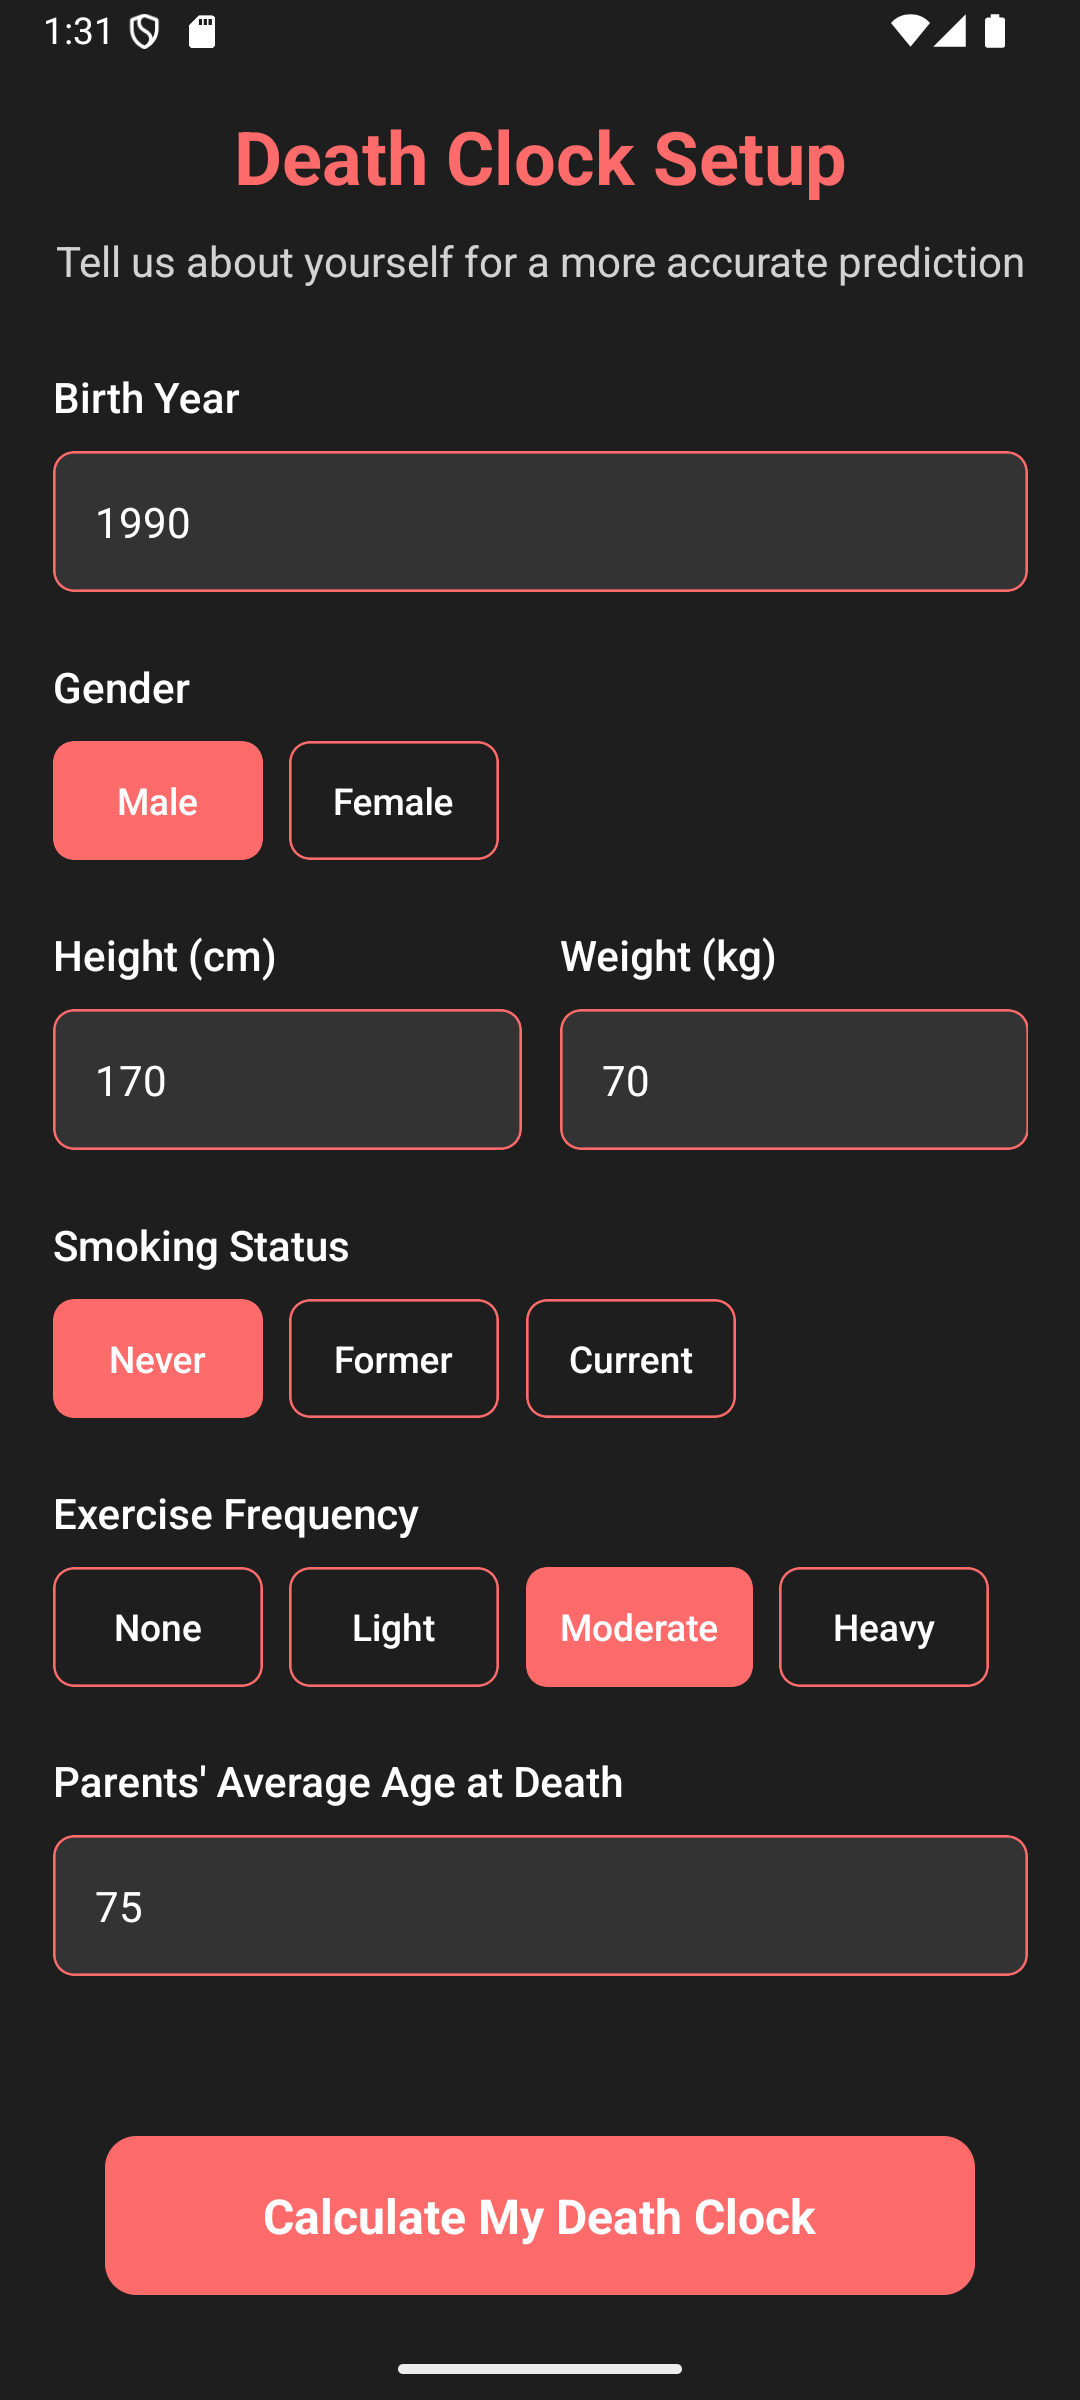 1:31
Death Clock Setup
Tell us about yourself for a more accurate prediction
Birth Year
1990
Gender
Male Female
Height (cm) Weight (kg)
170 70
Smoking Status
Never Former Current
Exercise Frequency
None Light Moderate Heavy
Parents' Average Age at Death
75
Calculate My Death Clock